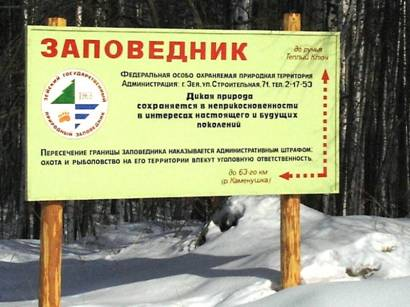 ЗАПОВЕДНИК
до ручья
Теплый Ключ
ФЕДЕРАЛЬНАЯ ОСОБО ОХРАНЯЕМАЯ ПРИРОДНАЯ ТЕРРИТОРИЯ
АДМИНИСТРАЦИЯ: Г. ЗЕЯ, УЛ. СТРОИТЕЛЬНАЯ, 71, ТЕЛ. 2-17-53
ЗЕЙСКИЙ ГОСУДАРСТВЕННЫЙ
1963
ПРИРОДНЫЙ ЗАПОВЕДНИК
Дикая природа
сохраняется в неприкосновенности
в интересах настоящего и будущих
поколений
ПЕРЕСЕЧЕНИЕ ГРАНИЦЫ ЗАПОВЕДНИКА НАКАЗЫВАЕТСЯ АДМИНИСТРАТИВНЫМ ШТРАФОМ:
ОХОТА И РЫБОЛОВСТВО НА ЕГО ТЕРРИТОРИИ ВЛЕКУТ УГОЛОВНУЮ ОТВЕТСТВЕННОСТЬ.
до 63-го км
(р. Каменушка)